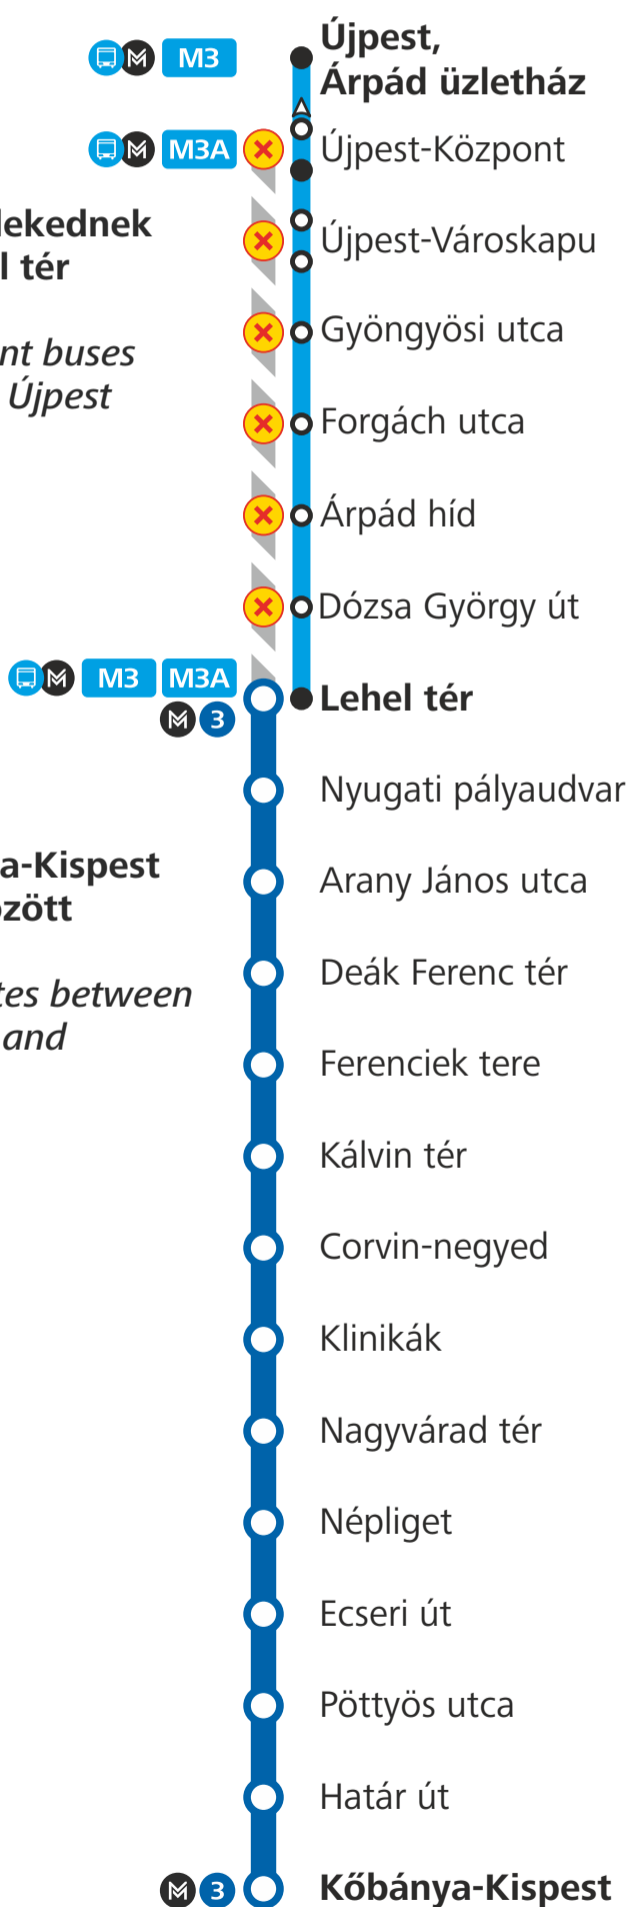 M3
Újpest,
Árpád üzletház
M3A
Újpest-Központ
lekednek
l tér
Újpest-Városkapu
nt buses
Újpest
Gyöngyösi utca
Forgách utca
Árpád híd
Dózsa György út
M3 M3A
3
Lehel tér
Nyugati pályaudvar
a-Kispest
özött
Arany János utca
tes between
and
Deák Ferenc tér
Ferenciek tere
Kálvin tér
Corvin-negyed
Klinikák
Nagyvárad tér
Népliget
Ecseri út
Pöttyös utca
Határ út
3
Kőbánya-Kispest